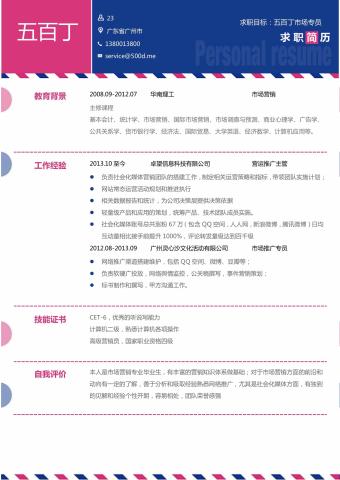 五百丁
23
广东省广州市
1380013800
service@500d.me
求职目标：五百丁市场专员
求职简历
Personal resume
教育背景 2008.09-2012.07 华南理工 市场营销
主修课程
基本会计、统计学、市场营销、国际市场营销、市场调查与预测、商业心理学、广告学、
公共关系学、货币银行学、经济法、国际贸易、大学英语、经济数学、计算机应用等。
工作经验 2013.10 至今 卓望信息科技有限公司 营运推广主管
负责社会化媒体营销团队的搭建工作，制定相关运营策略和指标，带领团队实施计划；
网站常态运营活动规划和推进执行
相关数据报告和统计，为公司决策层提供决策依据
轻量级产品和应用的策划，统筹产品、技术团队成员实施。
社会化媒体账号总共涨粉 67 万（包含 QQ 空间，人人网，新浪微博，腾讯微博）日均
互动量相比接手前提升 1000%，评论转发量级达到百千级
2012.08-2013.09 广州灵心沙文化活动有限公司 市场推广专员
网络推广渠道搭建维护，包括 QQ 空间、微博、豆瓣等；
负责软硬广投放，网络舆情监控，公关稿撰写，事件营销策划；
标书制作和撰写，甲方沟通工作。
技能证书 CET-6，优秀的听说写能力
计算机二级，熟悉计算机各项操作
高级营销员，国家职业资格四级
自我评价 本人是市场营销专业毕业生，有丰富的营销知识体系做基础；对于市场营销方面的前沿和
动向有一定的了解，善于分析和吸取经验熟悉网络推广，尤其是社会化媒体方面，有独到
的见解和经验个性开朗，容易相处，团队荣誉感强